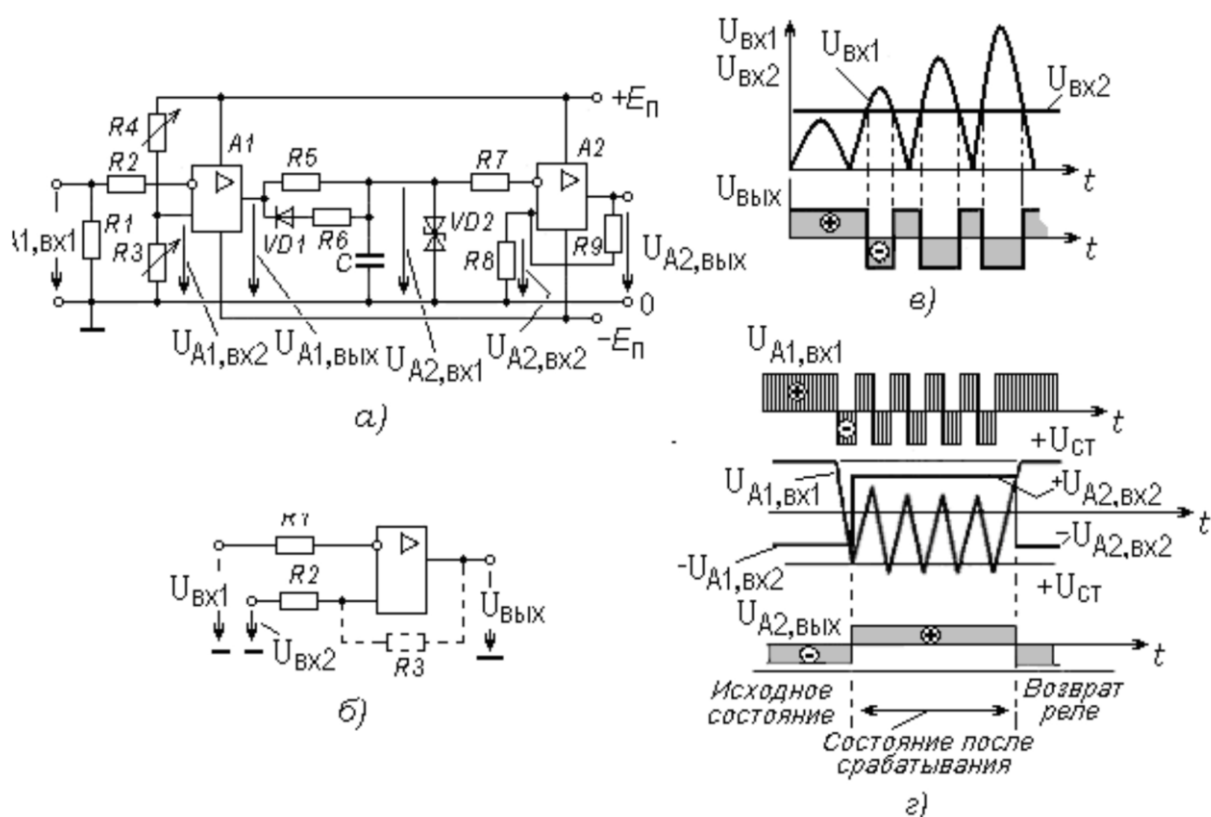 R4
R2
A1
R5
R7
A2
+Eп
A1,вх1
R1
R3
VD1
R6
C
VD2
R8
R9
UA2,вых
0
−Eп
UA1,вх2
UA1,вых
UA2,вх1
UA2,вх2
а)
R1
R2
Uвх1
Uвх2
R3
Uвых
б)
Uвх1
Uвх2
Uвх1
Uвх2
t
Uвых
+
−
t
в)
UA1,вх1
+
−
t
+Uст
UA1,вх1
+UA2,вх2
t
−UA1,вх2
−UA2,вх2
+Uст
UA2,вых
+
−
t
Исходное
состояние
Возврат
реле
Состояние после
срабатывания
г)